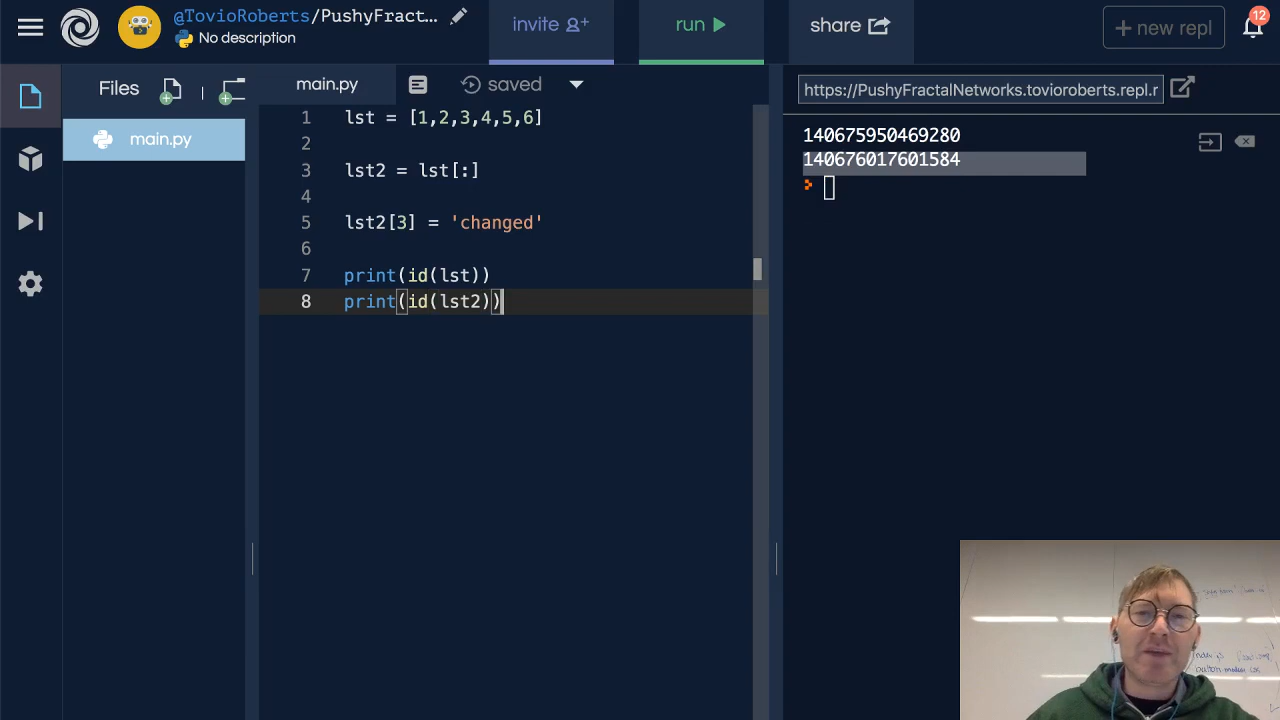 @TovioRoberts/PushyFract...
No description
invite
run
share
+ new repl
12
Files
main.py
main.py
saved
https://PushyFractalNetworks.tovioroberts.repl.r
1 lst = [1,2,3,4,5,6]
2
3 lst2 = lst[:]
4
5 lst2[3] = 'changed'
6
7 print(id(lst))
8 print(id(lst2))
140675950469280
140676017601584